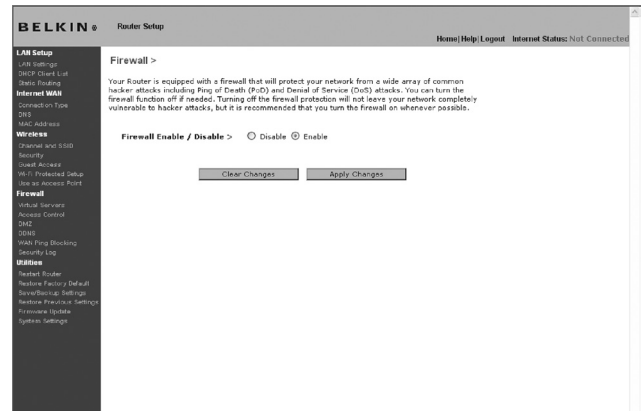 BELKIN®
Router Setup
Home|Help|Logout Internet Status: Not Connected
LAN Setup
LAN Settings
DHCP Client List
Static Routing
Internet WAN
Connection Type
DNS
MAC Address
Wireless
Channel and SSID
Security
Guest Access
Wi-Fi Protected Setup
Use as Access Point
Firewall
Virtual Servers
Access Control
DMZ
DDNS
WAN Ping Blocking
Security Log
Utilities
Restart Router
Restore Factory Default
Save/Backup Settings
Restore Previous Settings
Firmware Update
System Settings
Firewall >
Your Router is equipped with a firewall that will protect your network from a wide array of common
hacker attacks including Ping of Death (PoD) and Denial of Service (DoS) attacks. You can turn the
firewall function off if needed. Turning off the firewall protection will not leave your network completely
vulnerable to hacker attacks, but it is recommended that you turn the firewall on whenever possible.
Firewall Enable / Disable > Disable Enable
Clear Changes Apply Changes